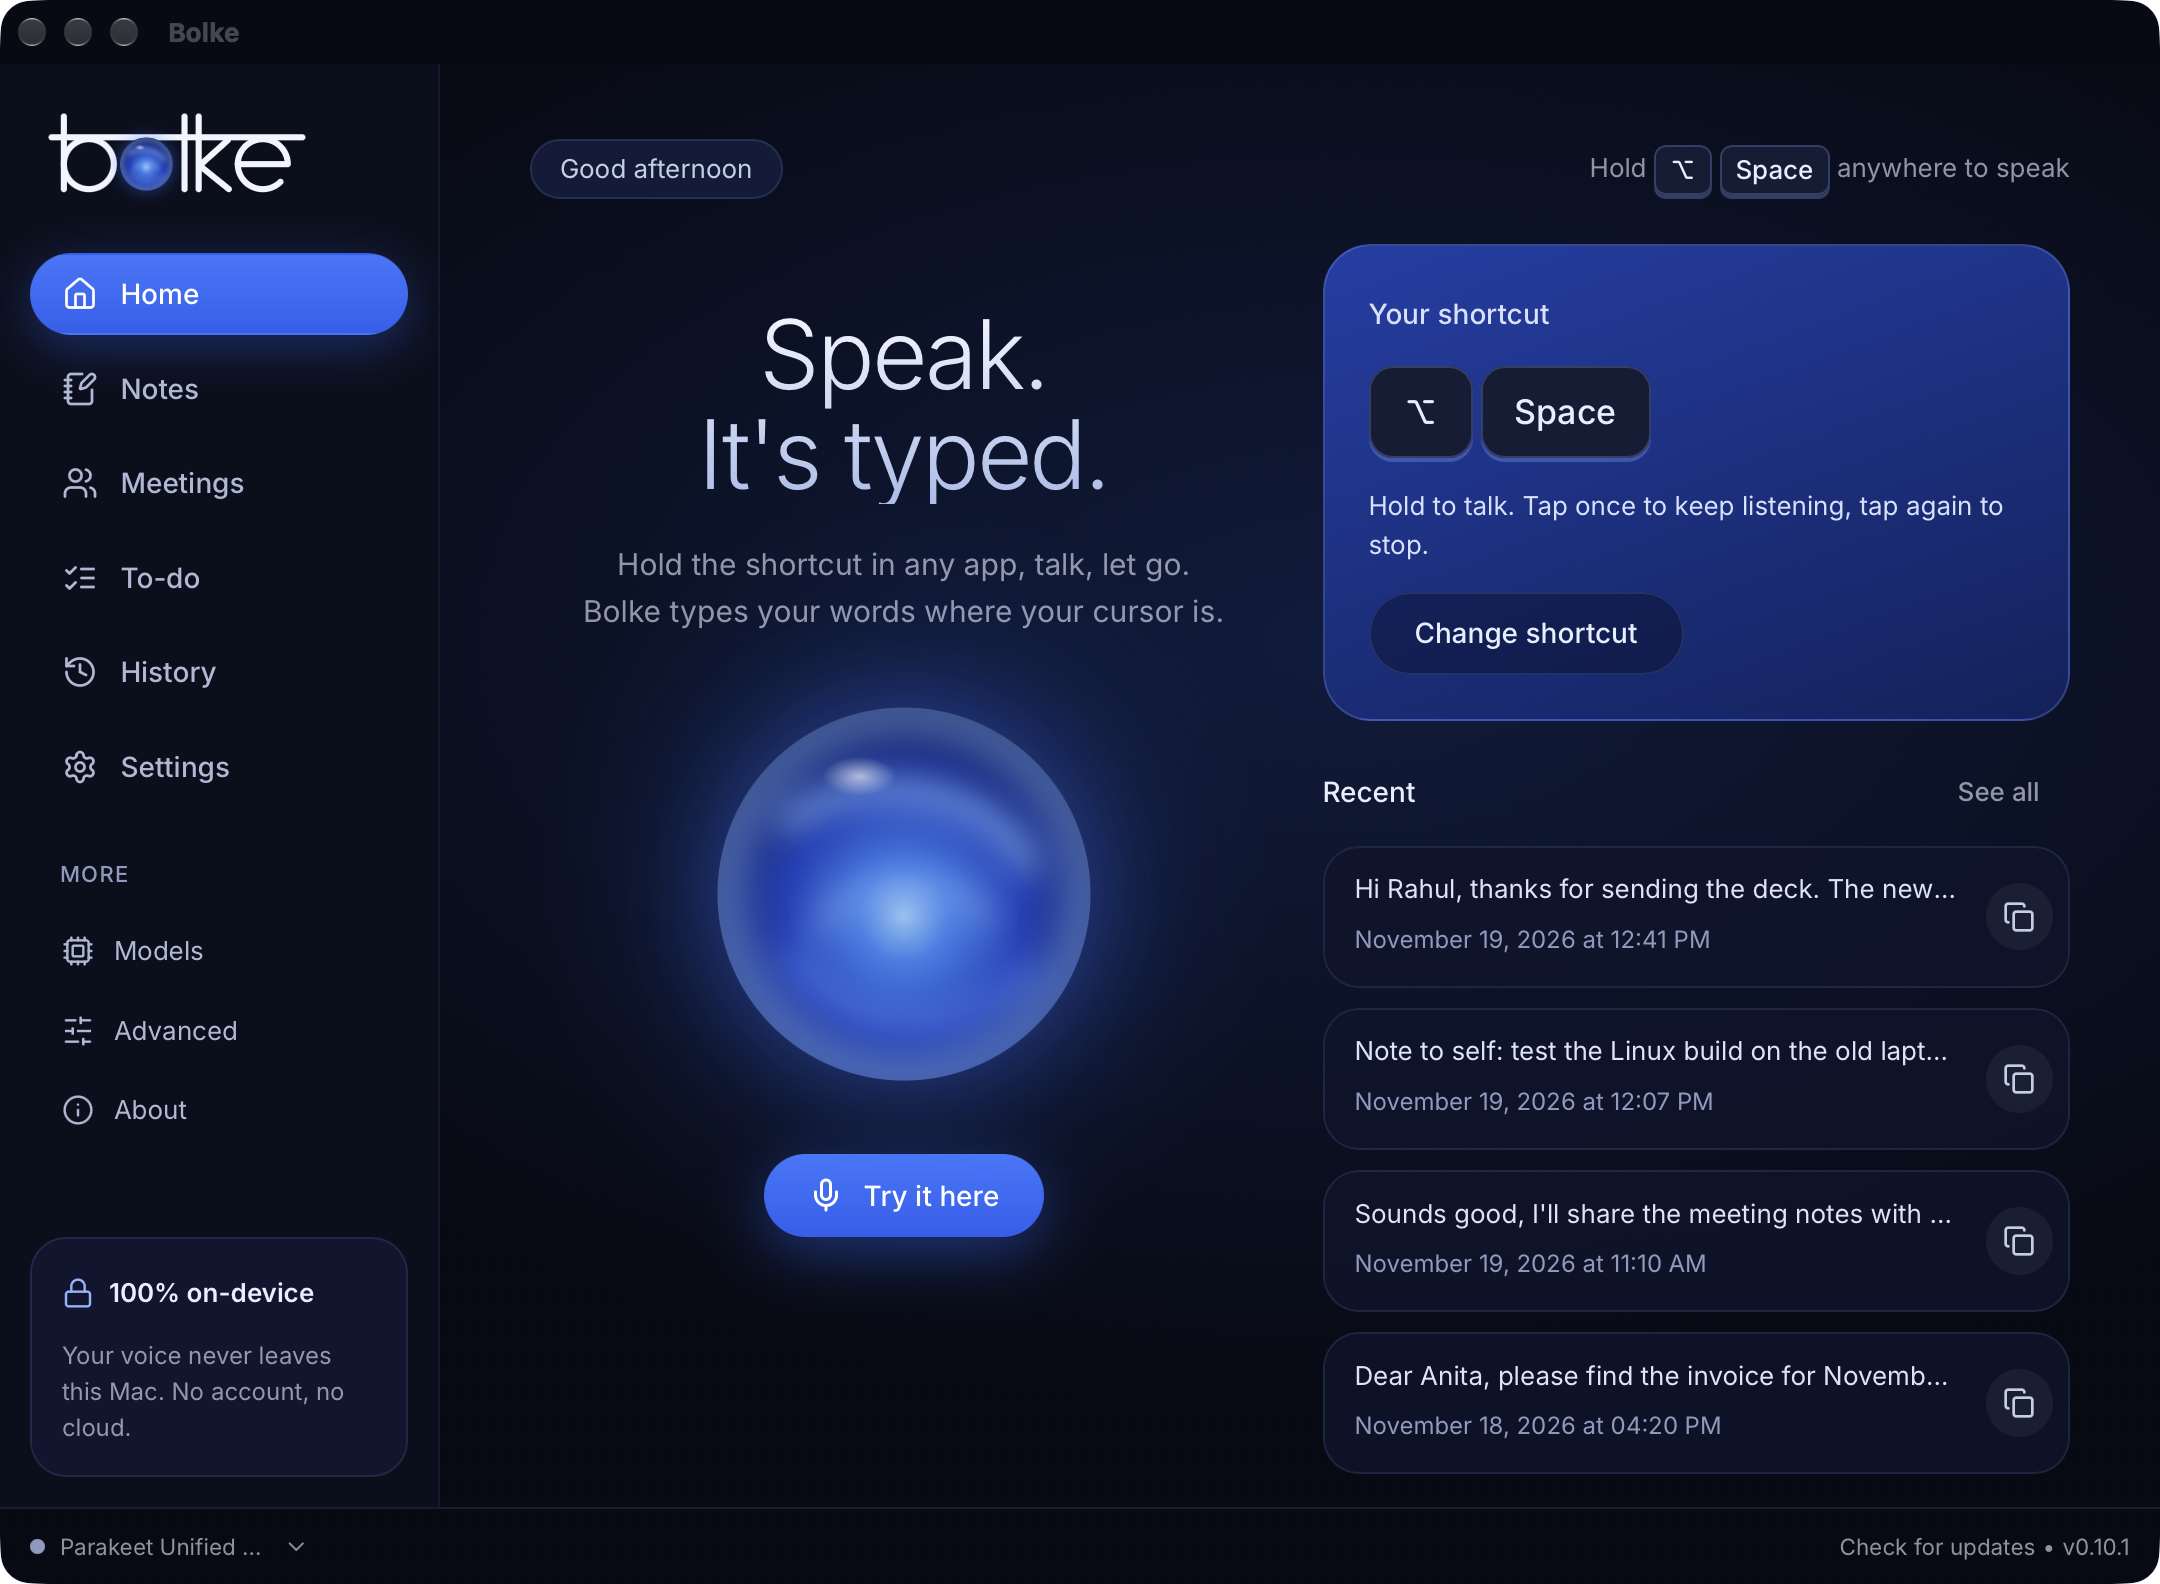 Bolke
bolke
Home
Notes
Meetings
To-do
History
Settings
MORE
Models
Advanced
About
100% on-device
Your voice never leaves
this Mac. No account, no
cloud.
Good afternoon
Hold ⌥ Space anywhere to speak
Speak.
It's typed.
Hold the shortcut in any app, talk, let go.
Bolke types your words where your cursor is.
Try it here
Your shortcut
⌥ Space
Hold to talk. Tap once to keep listening, tap again to
stop.
Change shortcut
Recent See all
Hi Rahul, thanks for sending the deck. The new...
November 19, 2026 at 12:41 PM
Note to self: test the Linux build on the old lapt...
November 19, 2026 at 12:07 PM
Sounds good, I'll share the meeting notes with ...
November 19, 2026 at 11:10 AM
Dear Anita, please find the invoice for Novemb...
November 18, 2026 at 04:20 PM
Parakeet Unified ...
Check for updates • v0.10.1